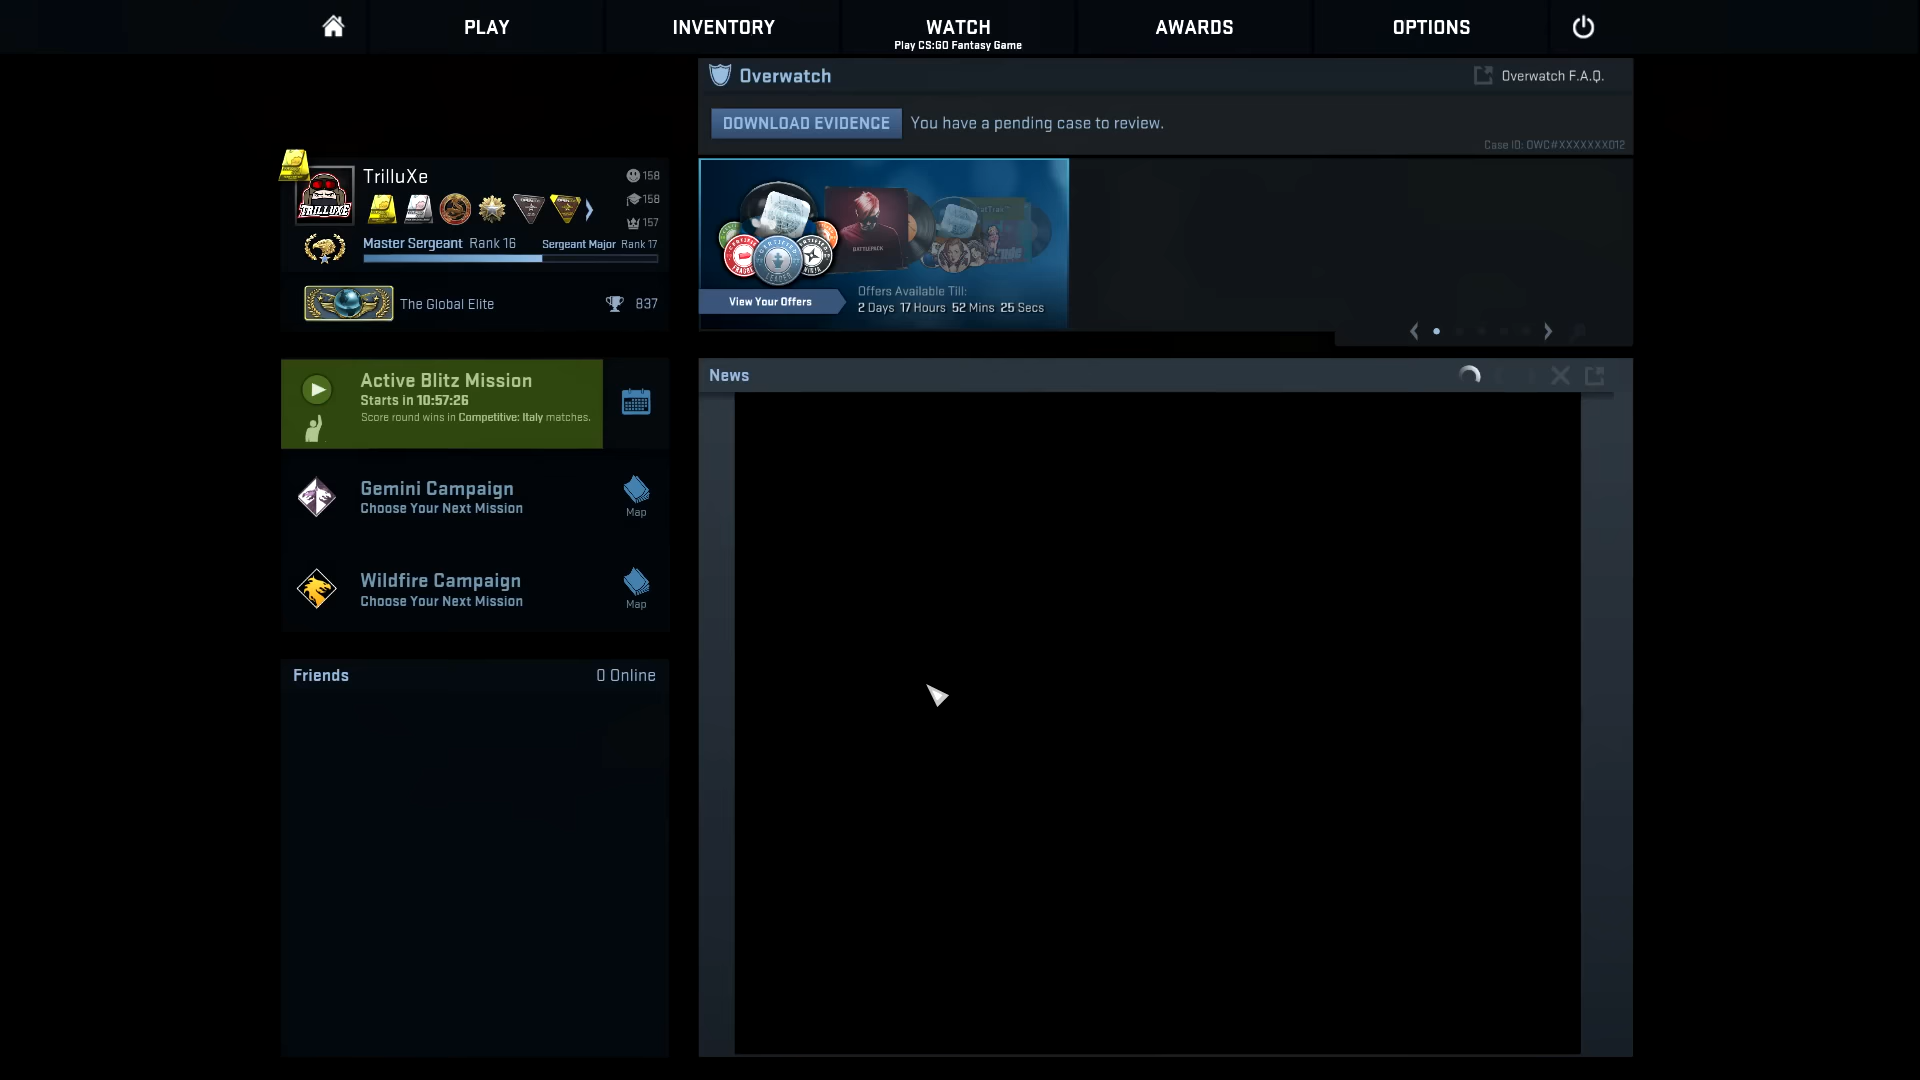 PLAY
INVENTORY
WATCH
Play CS:GO Fantasy Game
AWARDS
OPTIONS
Overwatch
Overwatch F.A.Q.
DOWNLOAD EVIDENCE
You have a pending case to review.
Case ID: OWC#XXXXXXX012
TrilluXe
TRILLUXE
158
158
157
Master Sergeant Rank 16
Sergeant Major Rank 17
The Global Elite
837
BATTLEPACK
View Your Offers
Offers Available Till:
2 Days 17 Hours 52 Mins 25 Secs
Active Blitz Mission
Starts in 10:57:26
Score round wins in Competitive: Italy matches.
Gemini Campaign
Choose Your Next Mission
Map
Wildfire Campaign
Choose Your Next Mission
Map
Friends
0 Online
News